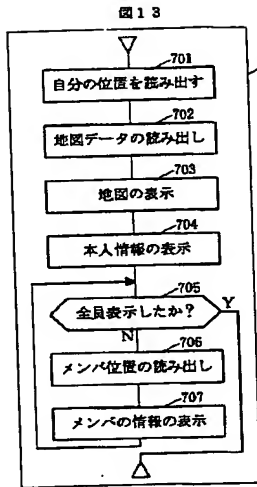 図１３
701
自分の位置を読み出す
702
地図データの読み出し
703
地図の表示
704
本人情報の表示
705
全員表示したか？
Y
N
706
メンバ位置の読み出し
707
メンバの情報の表示